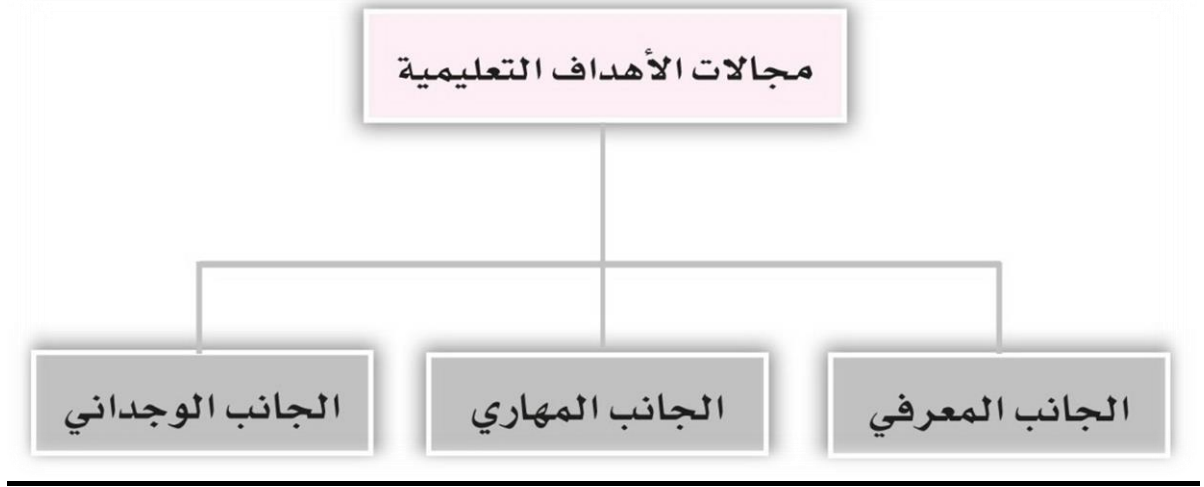 مجالات الأهداف التعليمية
الجانب المعرفي
الجانب المهاري
الجانب الوجداني